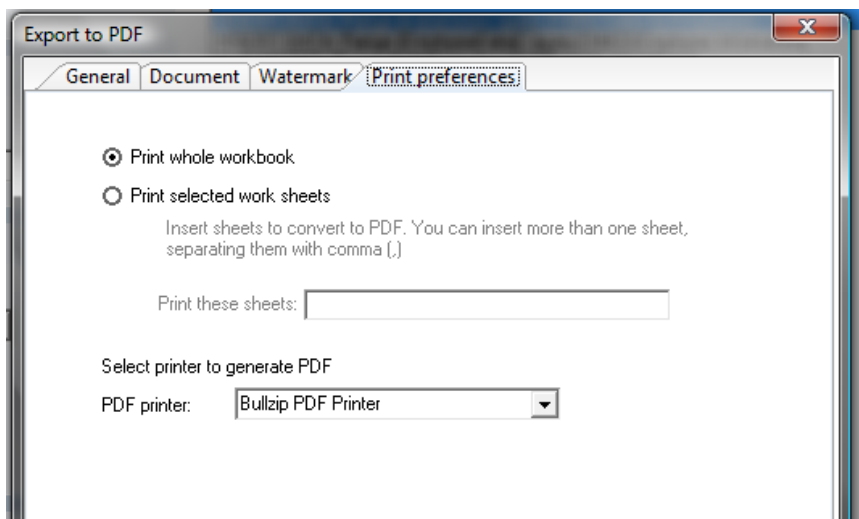 Export to PDF
General Document Watermark Print preferences
Print whole workbook
Print selected work sheets
Insert sheets to convert to PDF. You can insert more than one sheet,
separating them with comma (,)
Print these sheets:
Select printer to generate PDF
PDF printer: Bullzip PDF Printer